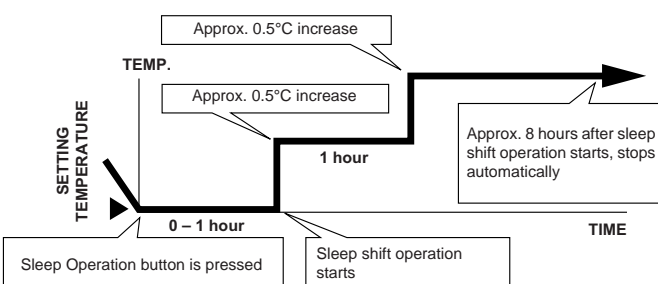 Approx. 0.5°C increase
TEMP.
Approx. 0.5°C increase
SETTING
TEMPERATURE
1 hour
Approx. 8 hours after sleep
shift operation starts, stops
automatically
0 – 1 hour
TIME
Sleep Operation button is pressed
Sleep shift operation
starts